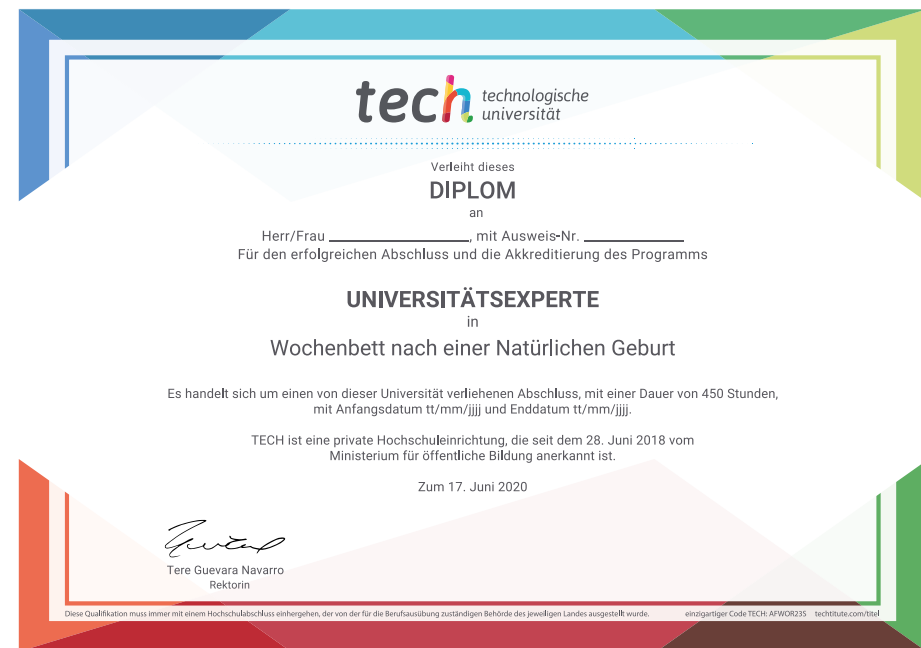 tech technologische
universität
Verleiht dieses
DIPLOM
an
Herr/Frau ____________________, mit Ausweis-Nr. ______________
Für den erfolgreichen Abschluss und die Akkreditierung des Programms
UNIVERSITÄTSEXPERTE
in
Wochenbett nach einer Natürlichen Geburt
Es handelt sich um einen von dieser Universität verliehenen Abschluss, mit einer Dauer von 450 Stunden,
mit Anfangsdatum tt/mm/jjjj und Enddatum tt/mm/jjjj.
TECH ist eine private Hochschuleinrichtung, die seit dem 28. Juni 2018 vom
Ministerium für öffentliche Bildung anerkannt ist.
Zum 17. Juni 2020
Tere Guevara Navarro
Rektorin
Diese Qualifikation muss immer mit einem Hochschulabschluss einhergehen, der von der für die Berufsausübung zuständigen Behörde des jeweiligen Landes ausgestellt wurde. einzigartiger Code TECH: AFWOR23S techtitute.com/titel